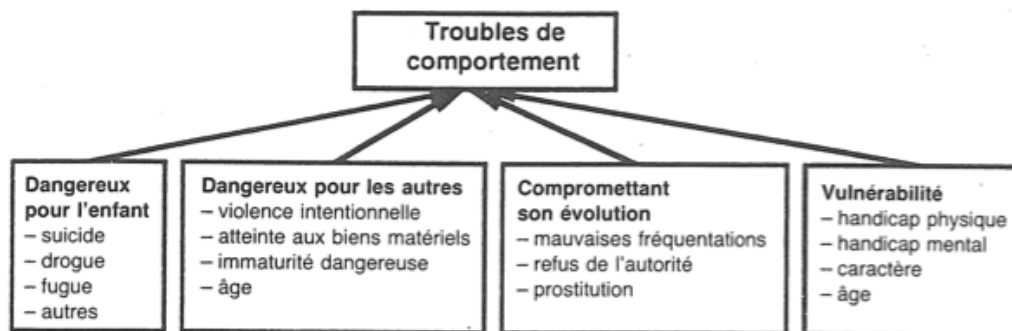 Troubles de
comportement
Dangereux
pour l'enfant
– suicide
– drogue
– fugue
– autres
Dangereux pour les autres
– violence intentionnelle
– atteinte aux biens matériels
– immaturité dangereuse
– âge
Compromettant
son évolution
– mauvaises fréquentations
– refus de l'autorité
– prostitution
Vulnérabilité
– handicap physique
– handicap mental
– caractère
– âge